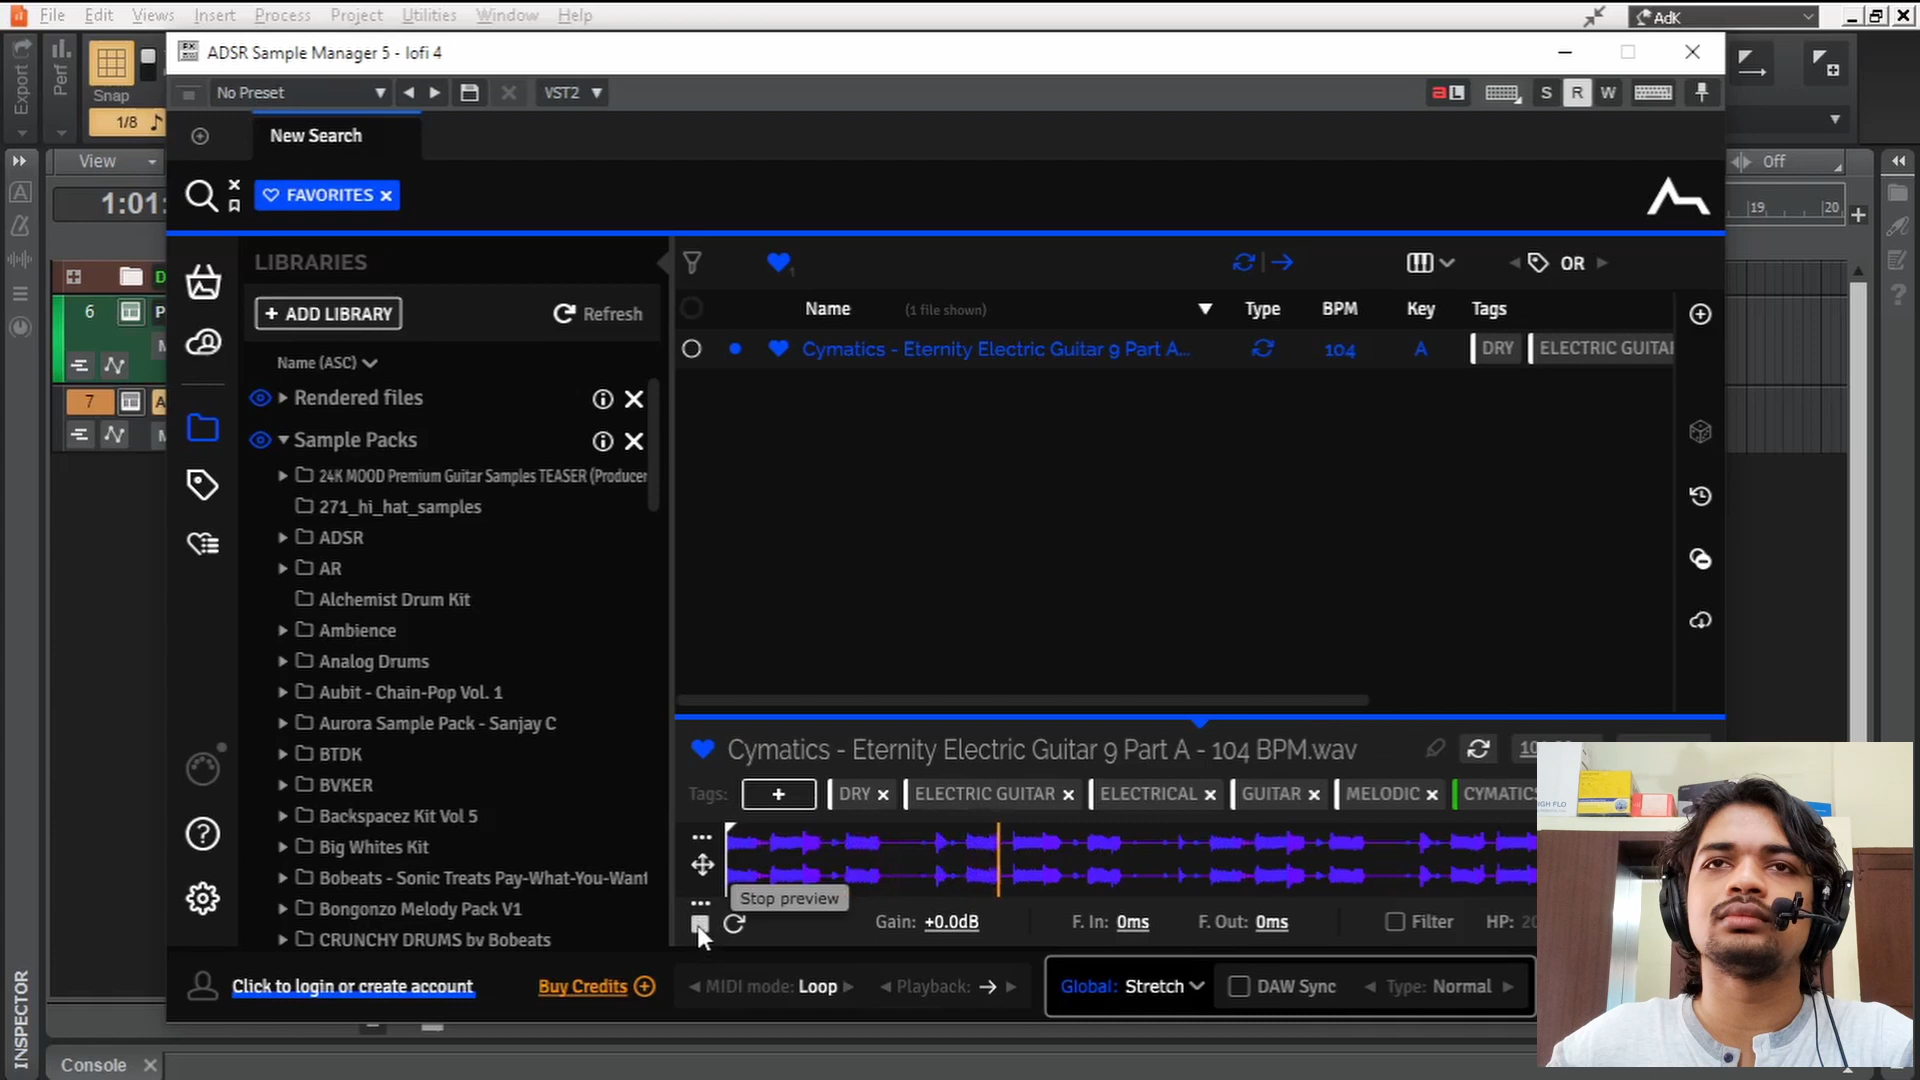 File Edit Views Insert Process Project Utilities Window Help
AdK
ADSR Sample Manager 5 - lofi 4
Export
Perf
Snap
1/8
No Preset
VST2
aL
S R W
New Search
View
Off
1:01:
FAVORITES
19 20
LIBRARIES
OR
+ ADD LIBRARY
Refresh
Name (1 file shown) Type BPM Key Tags
Name (ASC)
Cymatics - Eternity Electric Guitar 9 Part A... 104 A DRY
6
7
Rendered files
Sample Packs
24K MOOD Premium Guitar Samples TEASER
271_hi_hat_samples
ADSR
AR
Alchemist Drum Kit
Ambience
Analog Drums
Aubit - Chain-Pop Vol. 1
Aurora Sample Pack - Sanjay C
BTDK
BVKER
Backspacez Kit Vol 5
Big Whites Kit
Bobeats - Sonic Treats Pay-What-You-Want
Bongonzo Melody Pack V1
CRUNCHY DRUMS by Bobeats
Cymatics - Eternity Electric Guitar 9 Part A - 104 BPM.wav
Tags: + DRY ELECTRIC GUITAR ELECTRICAL GUITAR MELODIC
Stop preview
Gain: +0.0dB F. In: 0ms F. Out: 0ms Filter HP:
Click to login or create account
Buy Credits
MIDI mode: Loop
Playback:
Global: Stretch
DAW Sync
Type: Normal
INSPECTOR
Console